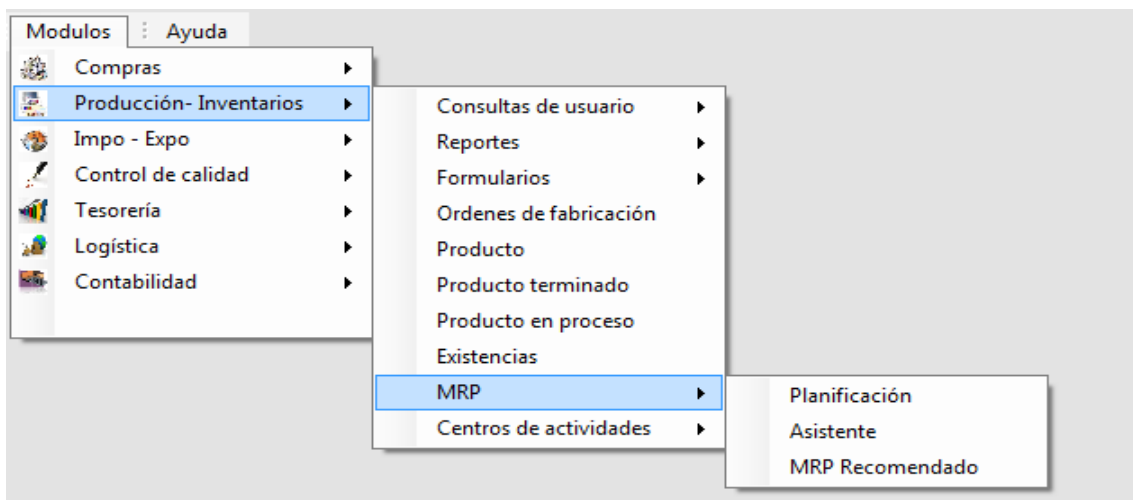 Modulos Ayuda
Compras
Producción- Inventarios
Impo - Expo
Control de calidad
Tesorería
Logística
Contabilidad
Consultas de usuario
Reportes
Formularios
Ordenes de fabricación
Producto
Producto terminado
Producto en proceso
Existencias
MRP
Centros de actividades
Planificación
Asistente
MRP Recomendado